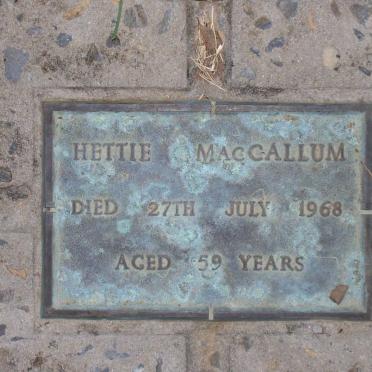 HETTIE MACCALLUM
DIED 27TH JULY 1968
AGED 59 YEARS